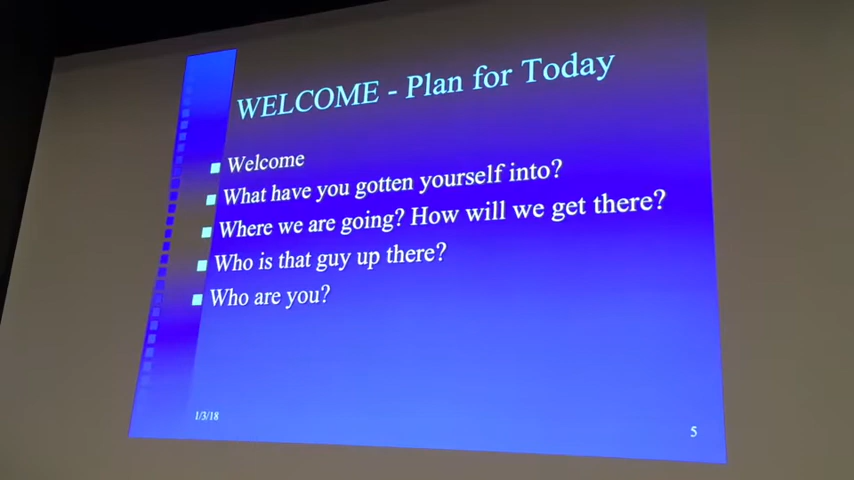 WELCOME - Plan for Today
Welcome
What have you gotten yourself into?
Where we are going? How will we get there?
Who is that guy up there?
Who are you?
1/3/18
5